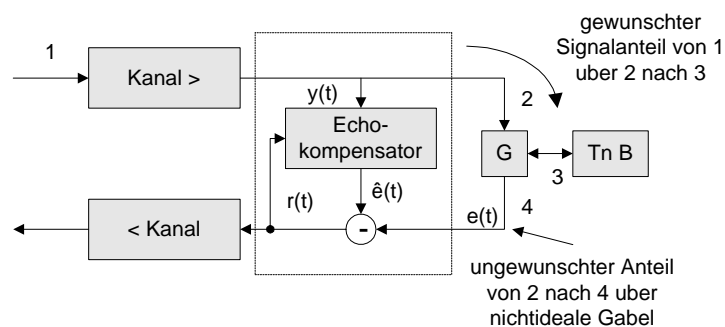 gewunschter
Signalanteil von 1
uber 2 nach 3
1
Kanal >
y(t)
2
Echo-
kompensator
G
Tn B
3
ê(t)
r(t)
4
e(t)
< Kanal
-
ungewunschter Anteil
von 2 nach 4 uber
nichtideale Gabel